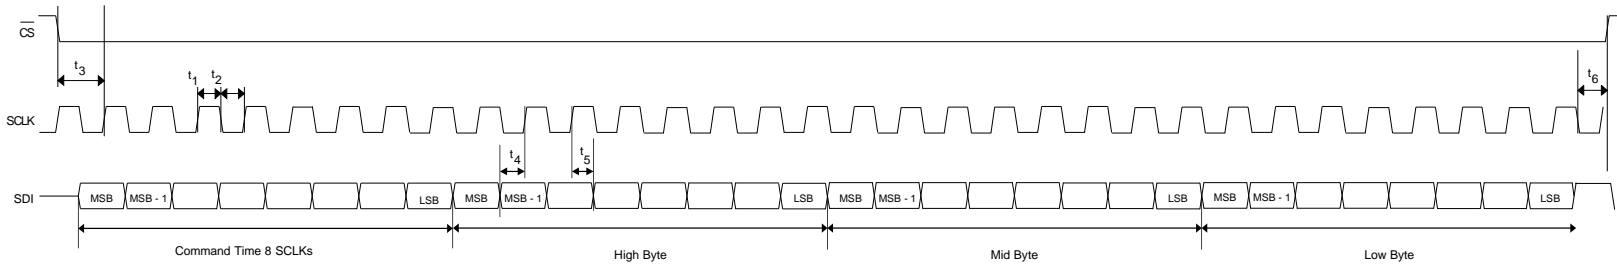 CS
t3
t1 t2
t6
SCLK
t4
t5
SDI
MSB MSB - 1 LSB MSB MSB - 1 LSB MSB MSB - 1 LSB MSB MSB - 1 LSB
Command Time 8 SCLKs High Byte Mid Byte Low Byte